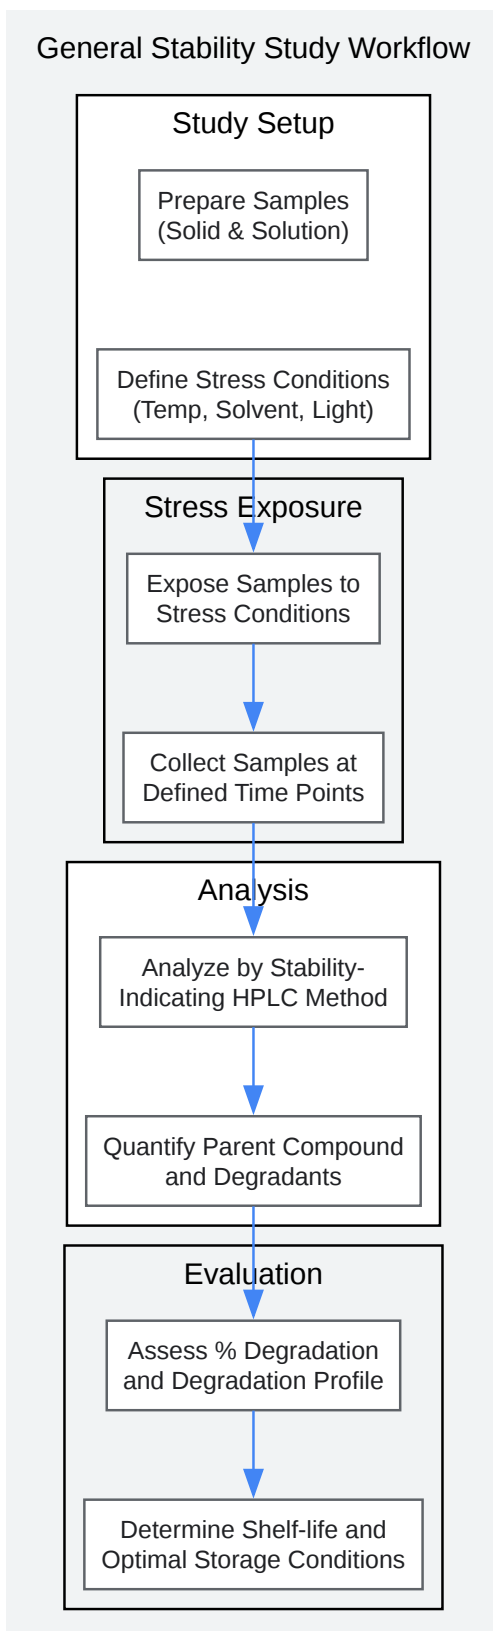 General Stability Study Workflow
Study Setup
Prepare Samples
(Solid & Solution)
Define Stress Conditions
(Temp, Solvent, Light)
Stress Exposure
Expose Samples to
Stress Conditions
Collect Samples at
Defined Time Points
Analysis
Analyze by Stability-
Indicating HPLC Method
Quantify Parent Compound
and Degradants
Evaluation
Assess % Degradation
and Degradation Profile
Determine Shelf-life and
Optimal Storage Conditions